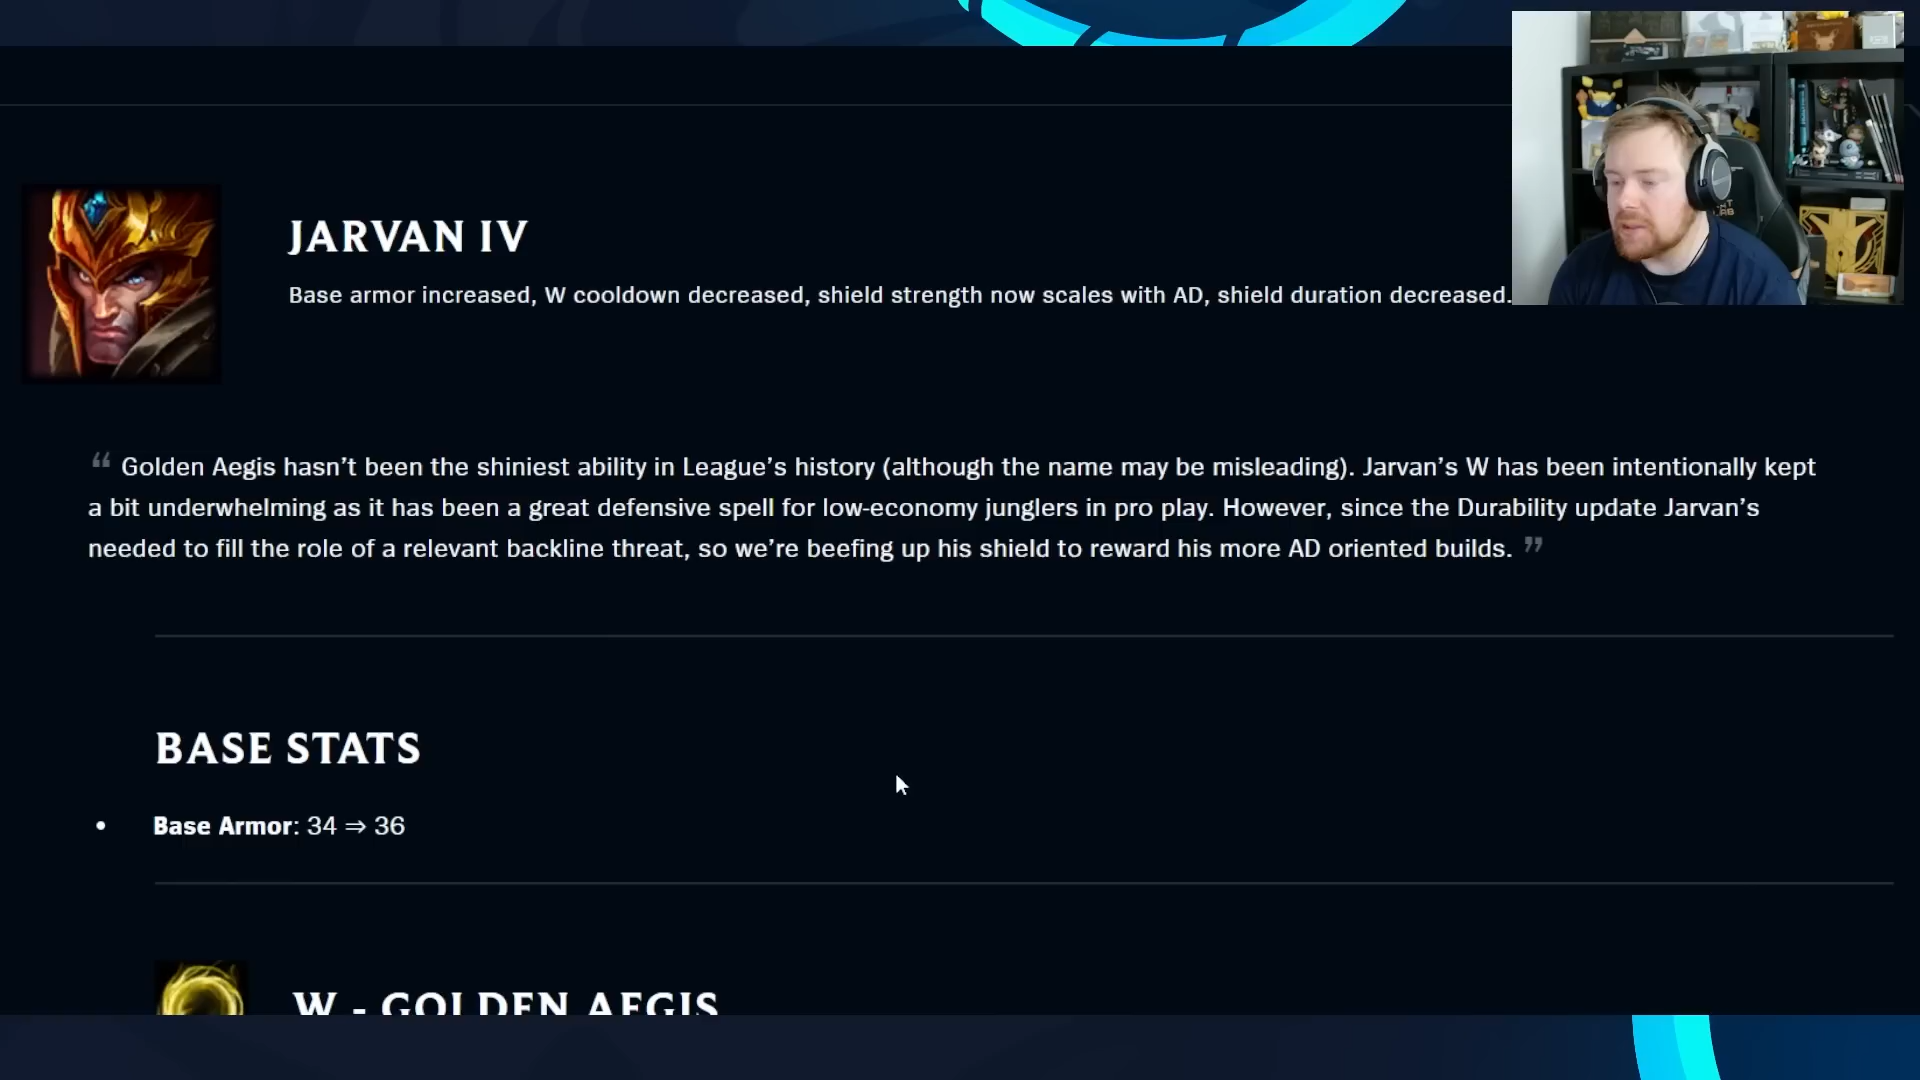 JARVAN IV
Base armor increased, W cooldown decreased, shield strength now scales with AD, shield duration decreased.
“ Golden Aegis hasn’t been the shiniest ability in League’s history (although the name may be misleading). Jarvan’s W has been intentionally kept
a bit underwhelming as it has been a great defensive spell for low-economy junglers in pro play. However, since the Durability update Jarvan’s
needed to fill the role of a relevant backline threat, so we’re beefing up his shield to reward his more AD oriented builds. ”
BASE STATS
• Base Armor: 34 ⇒ 36
W - GOLDEN AEGIS